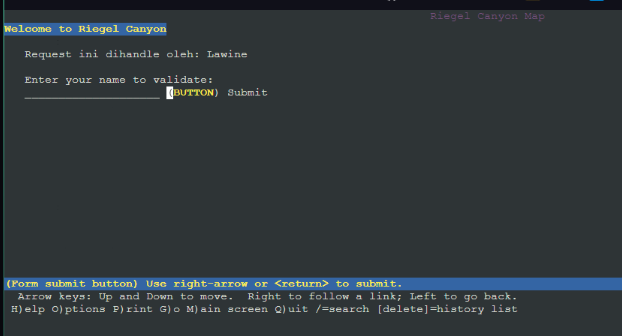 Riegel Canyon Map
Welcome to Riegel Canyon
Request ini dihandle oleh: Lawine
Enter your name to validate:
____________________ (BUTTON) Submit
(Form submit button) Use right-arrow or <return> to submit.
Arrow keys: Up and Down to move.  Right to follow a link; Left to go back.
H)elp O)ptions P)rint G)o M)ain screen Q)uit /=search [delete]=history list